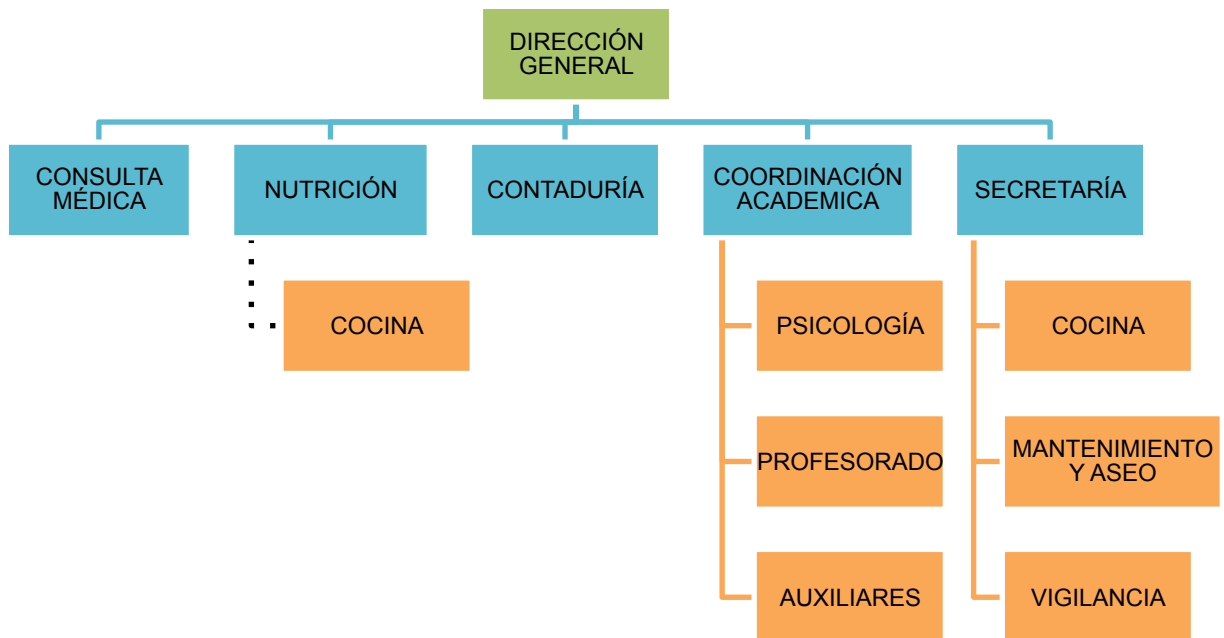 DIRECCIÓN
GENERAL
CONSULTA
MÉDICA
NUTRICIÓN
CONTADURÍA
COORDINACIÓN
ACADEMICA
SECRETARÍA
COCINA
PSICOLOGÍA
COCINA
PROFESORADO
MANTENIMIENTO
Y ASEO
AUXILIARES
VIGILANCIA